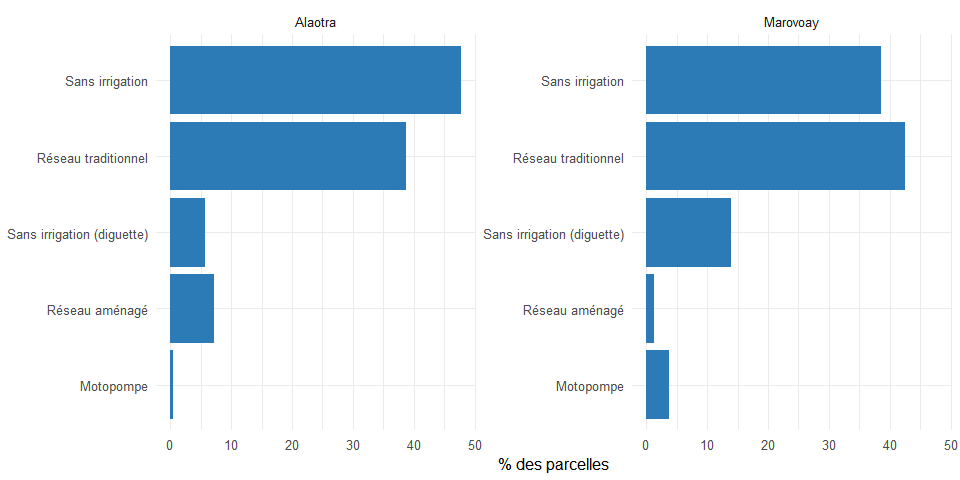 Alaotra
Marovoay
Sans irrigation
Réseau traditionnel
Sans irrigation (diguette)
Réseau aménagé
Motopompe
0 10 20 30 40 50
Sans irrigation
Réseau traditionnel
Sans irrigation (diguette)
Réseau aménagé
Motopompe
0 10 20 30 40 50
% des parcelles